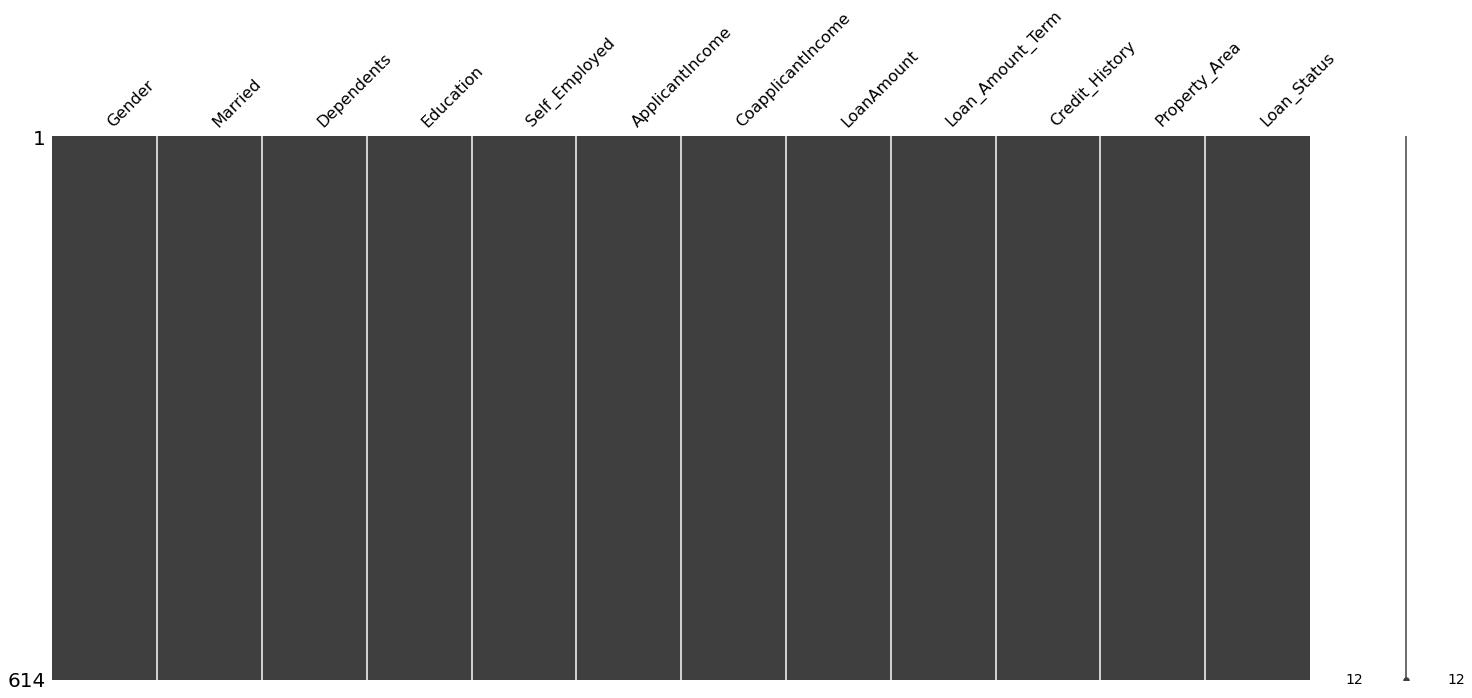 Gender
Married
Dependents
Education
Self_Employed
ApplicantIncome
CoapplicantIncome
LoanAmount
Loan_Amount_Term
Credit_History
Property_Area
Loan_Status
1
614
12
12